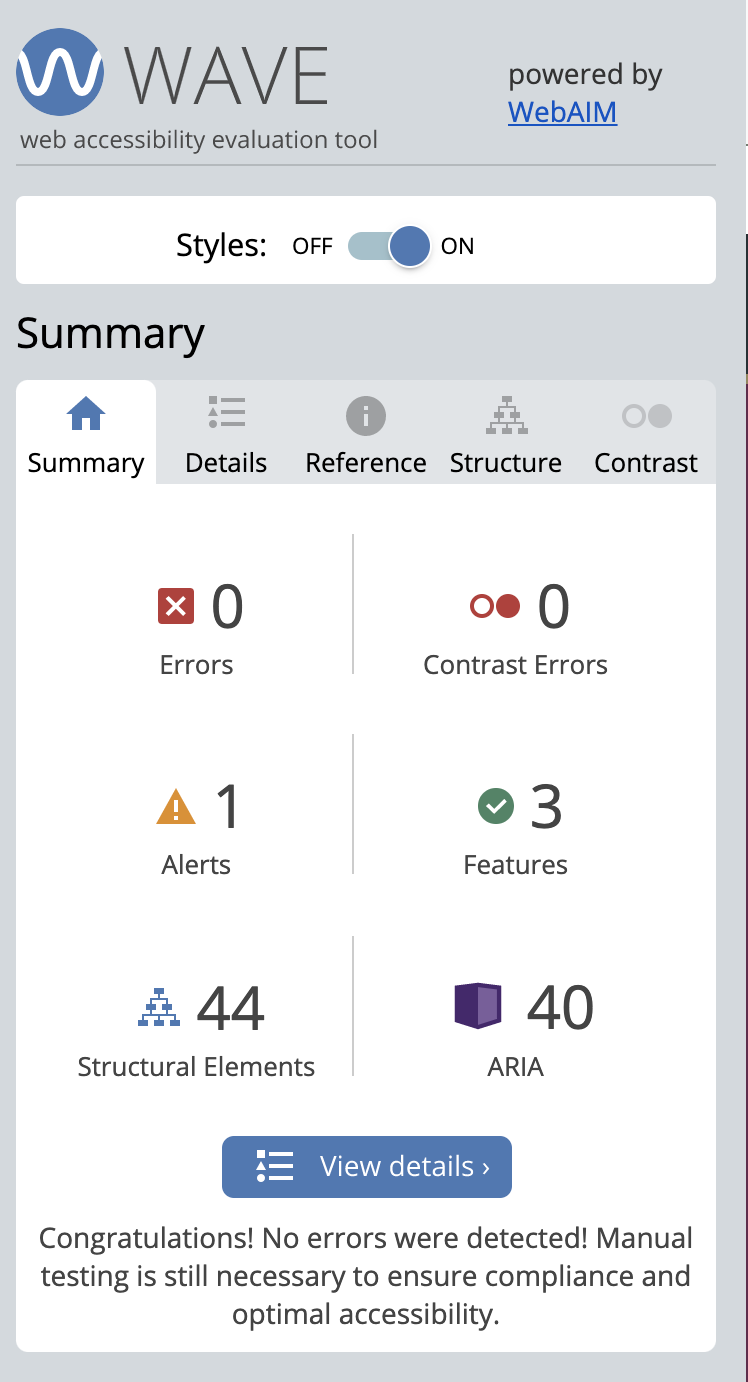 WAVE
powered by
WebAIM
web accessibility evaluation tool
Styles: OFF ON
Summary
Summary Details Reference Structure Contrast
0 0
Errors Contrast Errors
1 3
Alerts Features
44 40
Structural Elements ARIA
View details ›
Congratulations! No errors were detected! Manual
testing is still necessary to ensure compliance and
optimal accessibility.